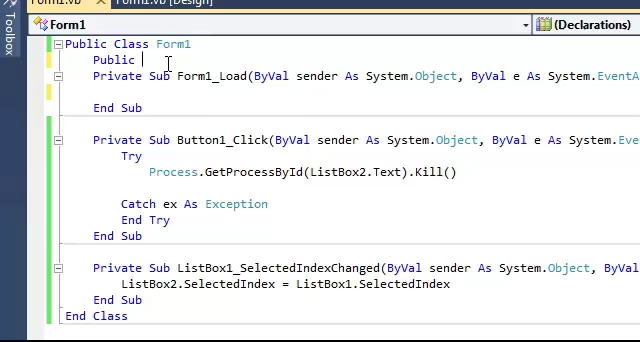 Form1.vb Form1.vb [Design]
Toolbox
Form1 (Declarations)
Public Class Form1
Public
Private Sub Form1_Load(ByVal sender As System.Object, ByVal e As System.EventA
End Sub
Private Sub Button1_Click(ByVal sender As System.Object, ByVal e As System.Eve
Try
Process.GetProcessById(ListBox2.Text).Kill()
Catch ex As Exception
End Try
End Sub
Private Sub ListBox1_SelectedIndexChanged(ByVal sender As System.Object, ByVal
ListBox2.SelectedIndex = ListBox1.SelectedIndex
End Sub
End Class